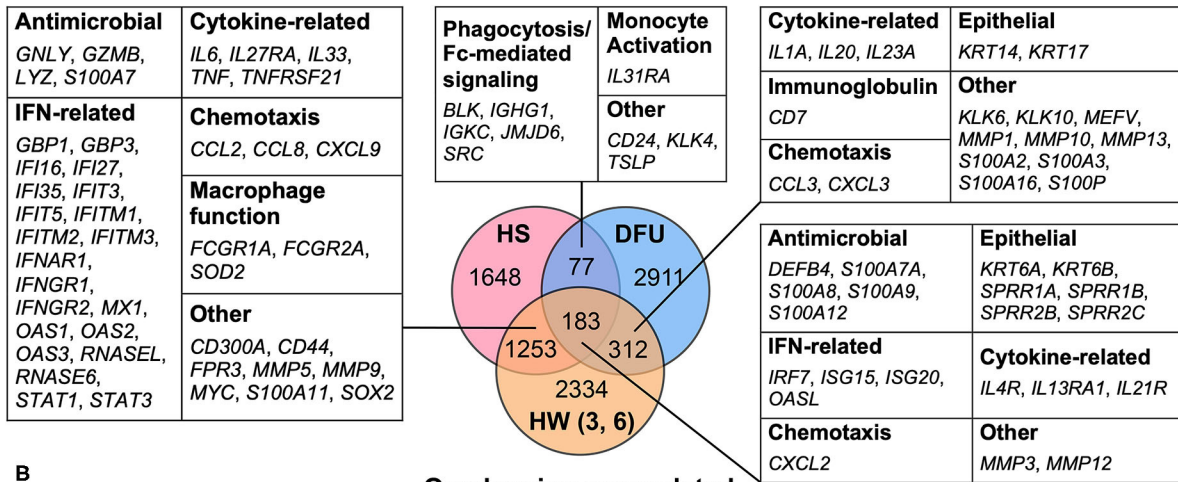 Antimicrobial
GNLY, GZMB,
LYZ, S100A7
IFN-related
GBP1, GBP3,
IFI16, IFI27,
IFI35, IFIT3,
IFIT5, IFITM1,
IFITM2, IFITM3,
IFNAR1,
IFNGR1,
IFNGR2, MX1,
OAS1, OAS2,
OAS3, RNASEL,
RNASE6,
STAT1, STAT3
Cytokine-related
IL6, IL27RA, IL33,
TNF, TNFRSF21
Chemotaxis
CCL2, CCL8, CXCL9
Macrophage
function
FCGR1A, FCGR2A,
SOD2
Other
CD300A, CD44,
FPR3, MMP5, MMP9,
MYC, S100A11, SOX2
Phagocytosis/
Fc-mediated
signaling
BLK, IGHG1,
IGKC, JMJD6,
SRC
Monocyte
Activation
IL31RA
Other
CD24, KLK4,
TSLP
HS
DFU
1648
77
2911
183
1253
312
2334
HW (3, 6)
Cytokine-related
IL1A, IL20, IL23A
Immunoglobulin
CD7
Chemotaxis
CCL3, CXCL3
Epithelial
KRT14, KRT17
Other
KLK6, KLK10, MEFV,
MMP1, MMP10, MMP13,
S100A2, S100A3,
S100A16, S100P
Antimicrobial
DEFB4, S100A7A,
S100A8, S100A9,
S100A12
IFN-related
IRF7, ISG15, ISG20,
OASL
Chemotaxis
CXCL2
Epithelial
KRT6A, KRT6B,
SPRR1A, SPRR1B,
SPRR2B, SPRR2C
Cytokine-related
IL4R, IL13RA1, IL21R
Other
MMP3, MMP12
B